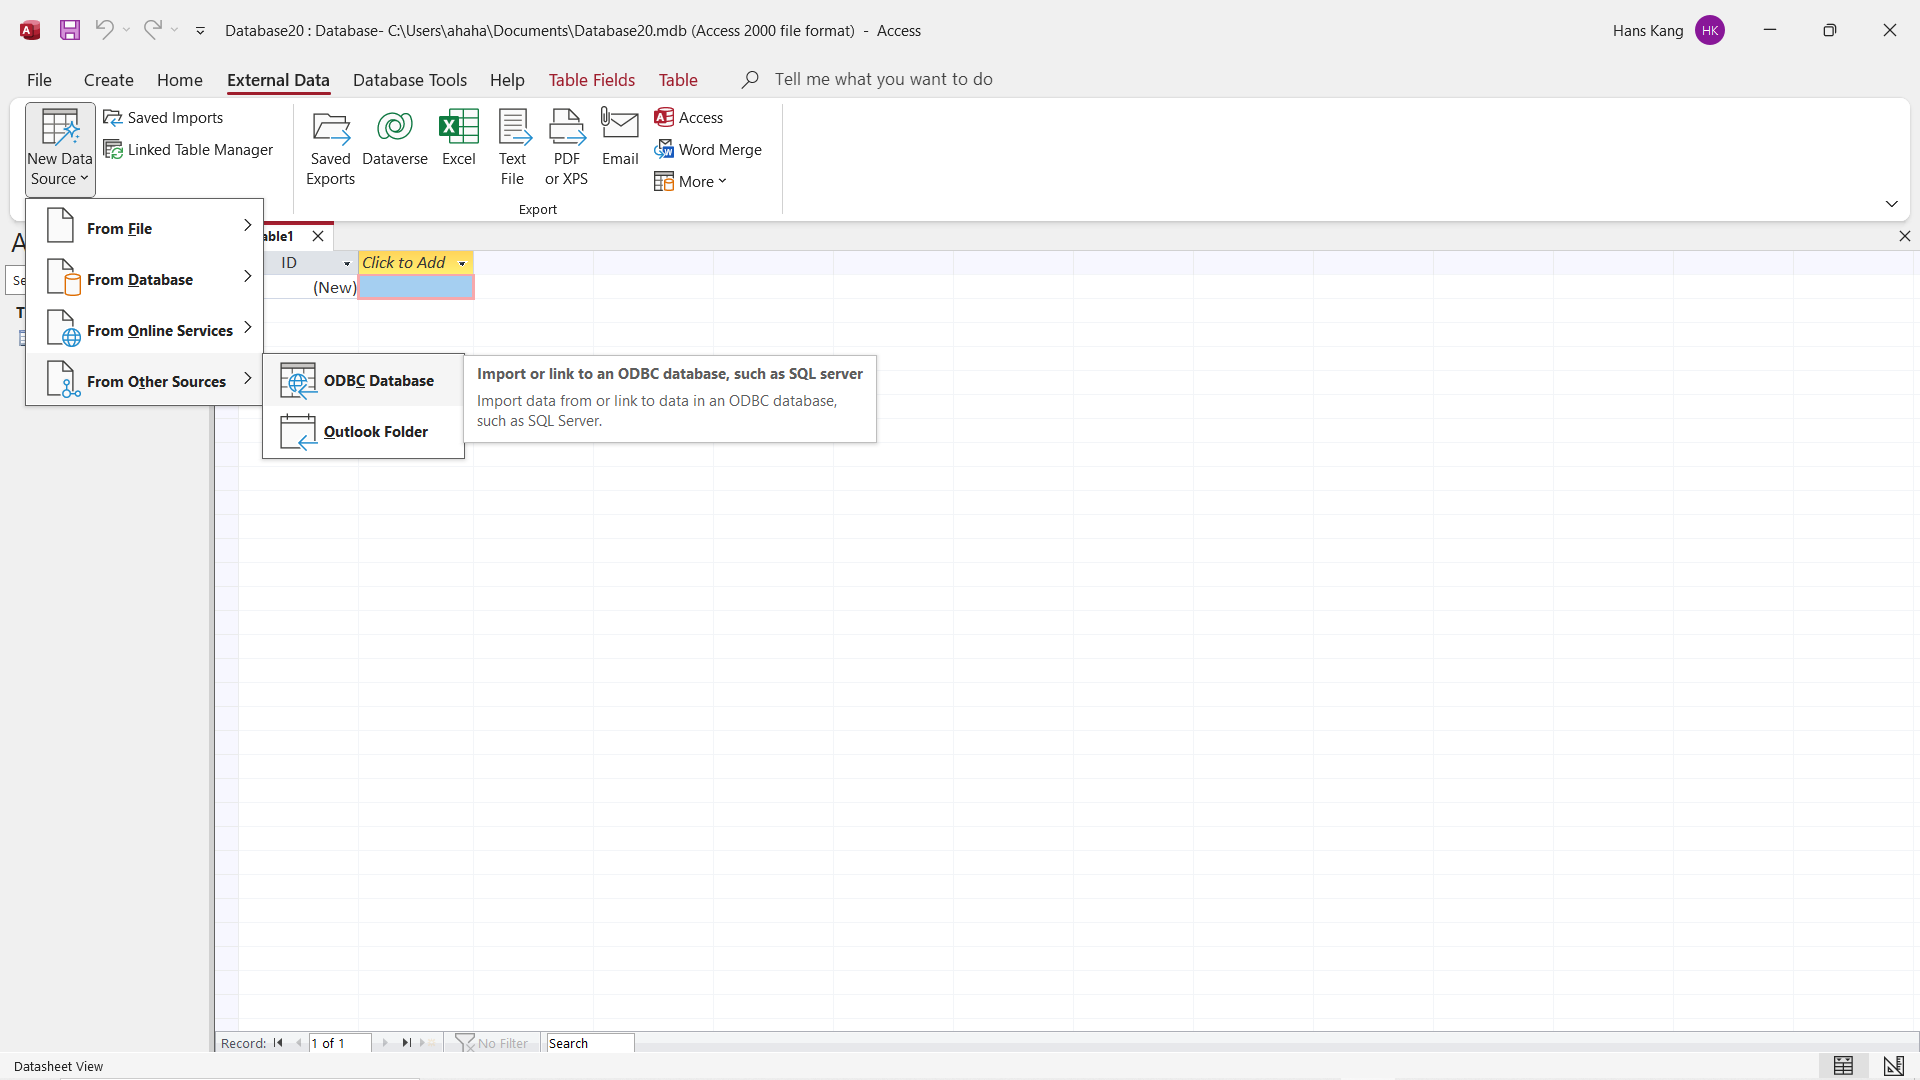 Database20 : Database- C:\Users\ahaha\Documents\Database20.mdb (Access 2000 file format) - Access
Hans Kang
HK
File
Create
Home
External Data
Database Tools
Help
Table Fields
Table
Tell me what you want to do
New Data
Source
Saved Imports
Linked Table Manager
Saved
Exports
Dataverse
Excel
Text
File
PDF
or XPS
Email
Access
Word Merge
More
Export
From File
From Database
From Online Services
From Other Sources
ODBC Database
Outlook Folder
Import or link to an ODBC database, such as SQL server
Import data from or link to data in an ODBC database,
such as SQL Server.
A
Se
T
able1
ID
Click to Add
(New)
Record:
1 of 1
No Filter
Search
Datasheet View